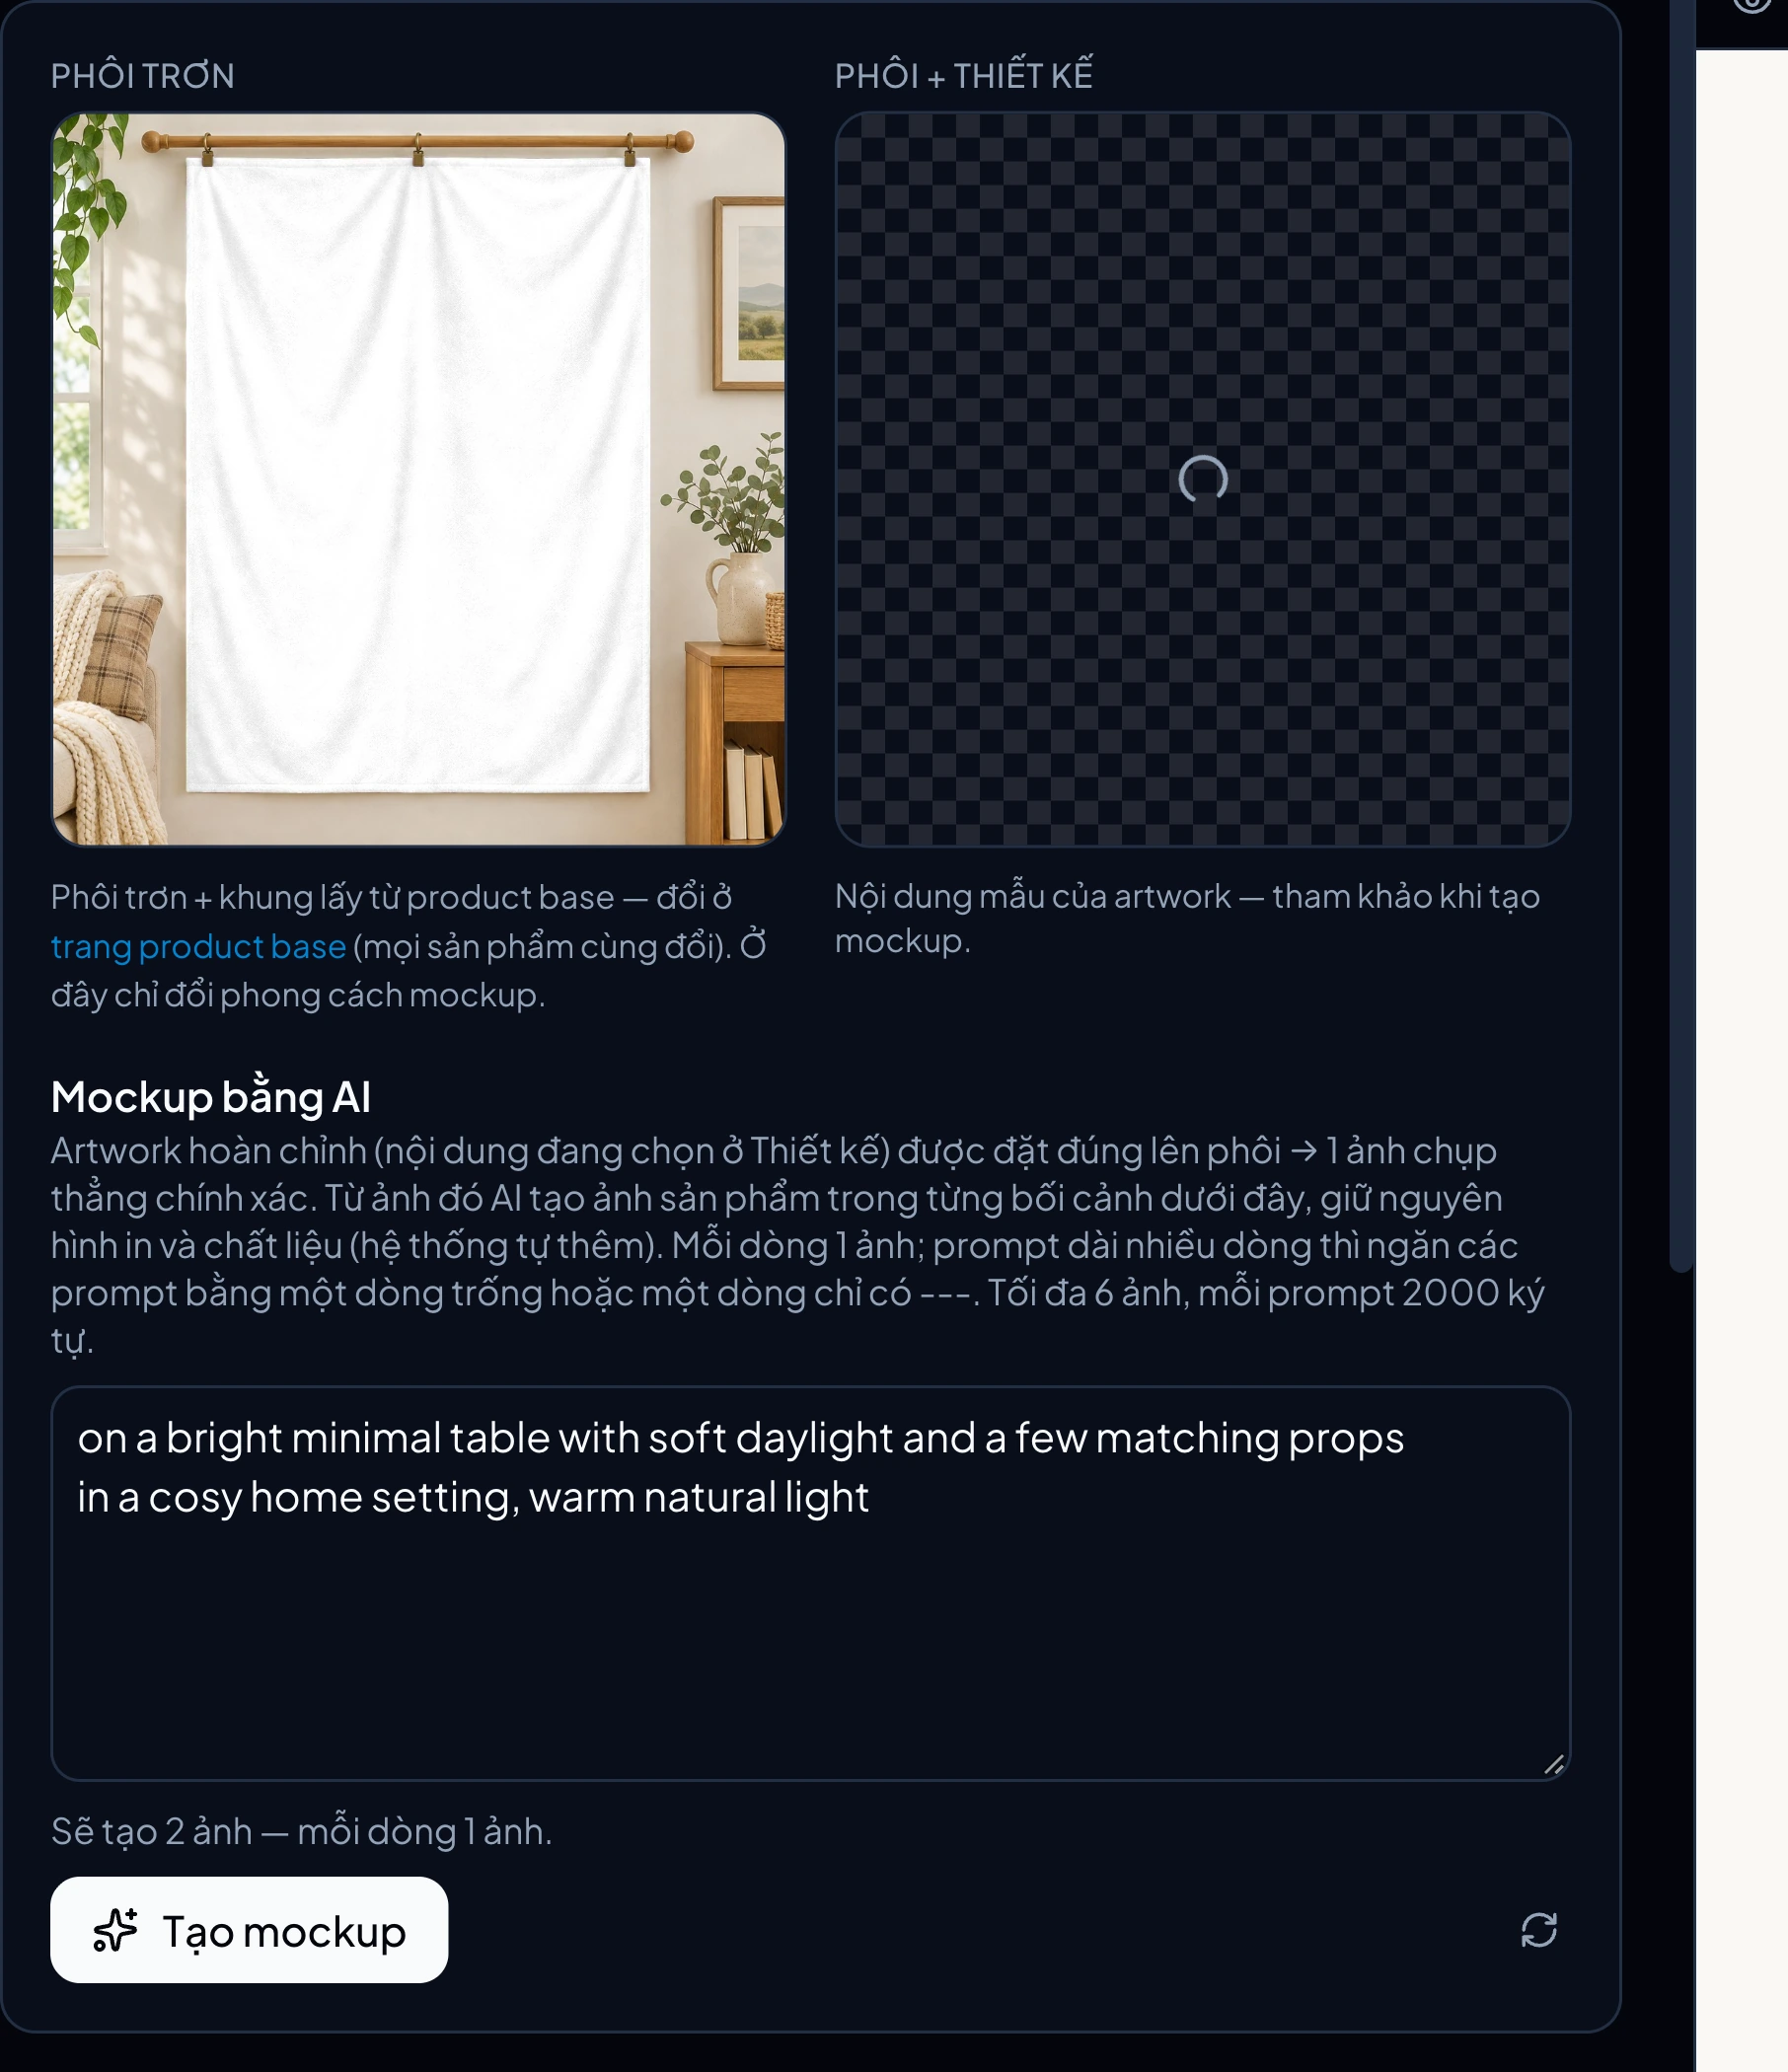 PHÔI TRƠN
PHÔI + THIẾT KẾ
Phôi trơn + khung lấy từ product base — đổi ở
trang product base (mọi sản phẩm cùng đổi). Ở
đây chỉ đổi phong cách mockup.
Nội dung mẫu của artwork — tham khảo khi tạo
mockup.
Mockup bằng AI
Artwork hoàn chỉnh (nội dung đang chọn ở Thiết kế) được đặt đúng lên phôi → 1 ảnh chụp
thẳng chính xác. Từ ảnh đó AI tạo ảnh sản phẩm trong từng bối cảnh dưới đây, giữ nguyên
hình in và chất liệu (hệ thống tự thêm). Mỗi dòng 1 ảnh; prompt dài nhiều dòng thì ngăn các
prompt bằng một dòng trống hoặc một dòng chỉ có ---. Tối đa 6 ảnh, mỗi prompt 2000 ký
tự.
on a bright minimal table with soft daylight and a few matching props
in a cosy home setting, warm natural light
Sẽ tạo 2 ảnh — mỗi dòng 1 ảnh.
Tạo mockup